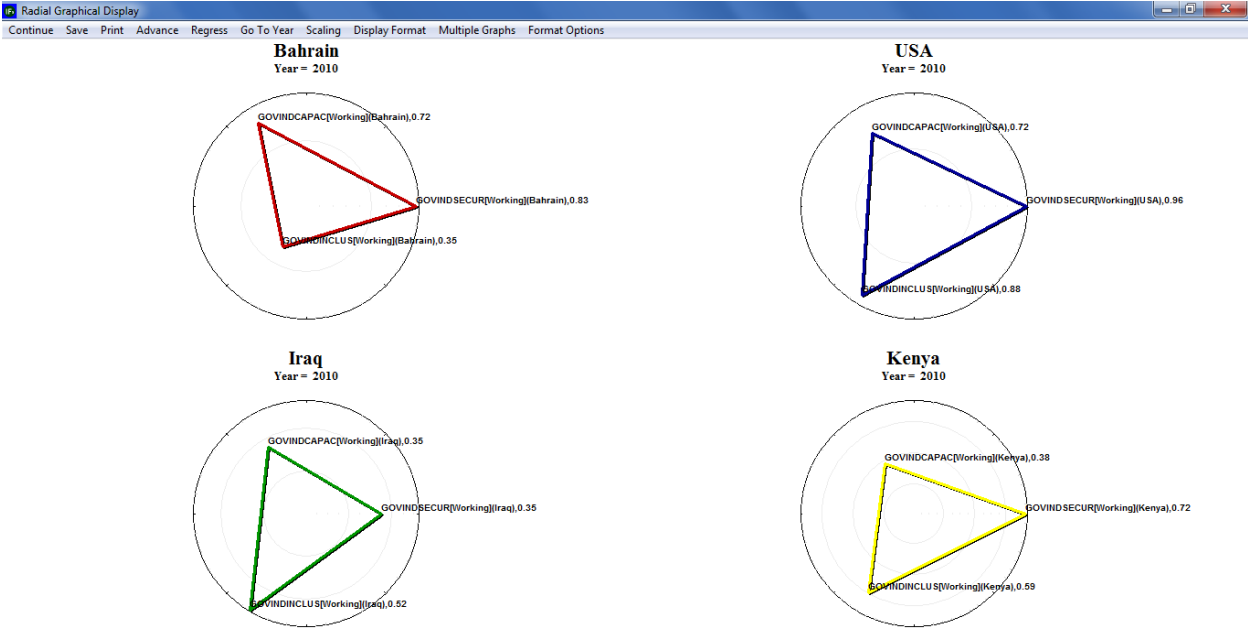 IFs Radial Graphical Display
Continue Save Print Advance Regress Go To Year Scaling Display Format Multiple Graphs Format Options
Bahrain
Year = 2010
GOVINDCAPAC[Working](Bahrain),0.72
GOVINDSECUR[Working](Bahrain),0.83
GOVINDINCLUS[Working](Bahrain),0.35
USA
Year = 2010
GOVINDCAPAC[Working](USA),0.72
GOVINDSECUR[Working](USA),0.96
GOVINDINCLUS[Working](USA),0.88
Iraq
Year = 2010
GOVINDCAPAC[Working](Iraq),0.35
GOVINDSECUR[Working](Iraq),0.35
GOVINDINCLUS[Working](Iraq),0.52
Kenya
Year = 2010
GOVINDCAPAC[Working](Kenya),0.38
GOVINDSECUR[Working](Kenya),0.72
GOVINDINCLUS[Working](Kenya),0.59